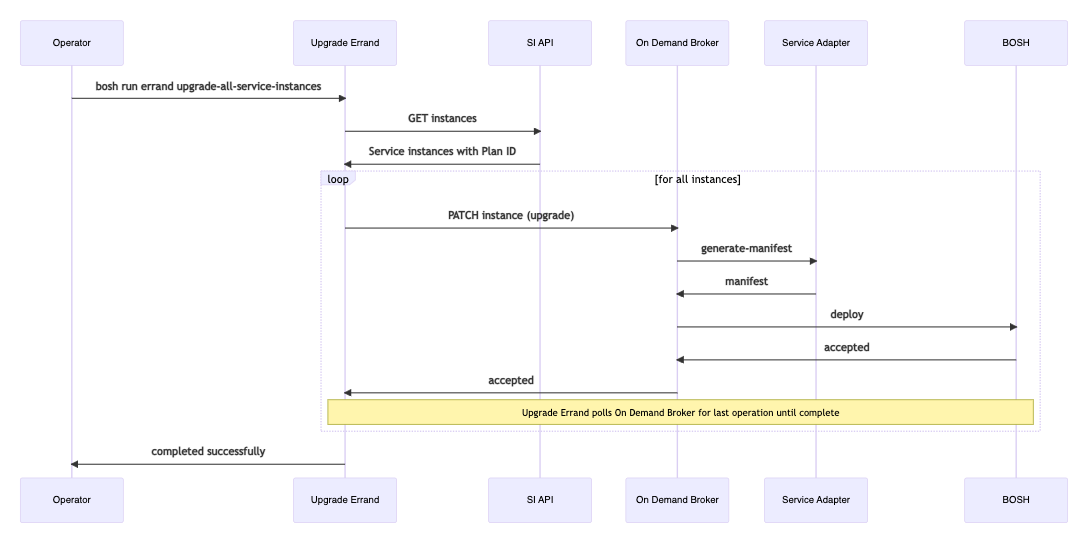 Operator
Upgrade Errand
SI API
On Demand Broker
Service Adapter
BOSH
bosh run errand upgrade-all-service-instances
GET instances
Service instances with Plan ID
loop
[for all instances]
PATCH instance (upgrade)
generate-manifest
manifest
deploy
accepted
accepted
Upgrade Errand polls On Demand Broker for last operation until complete
completed successfully
Operator
Upgrade Errand
SI API
On Demand Broker
Service Adapter
BOSH